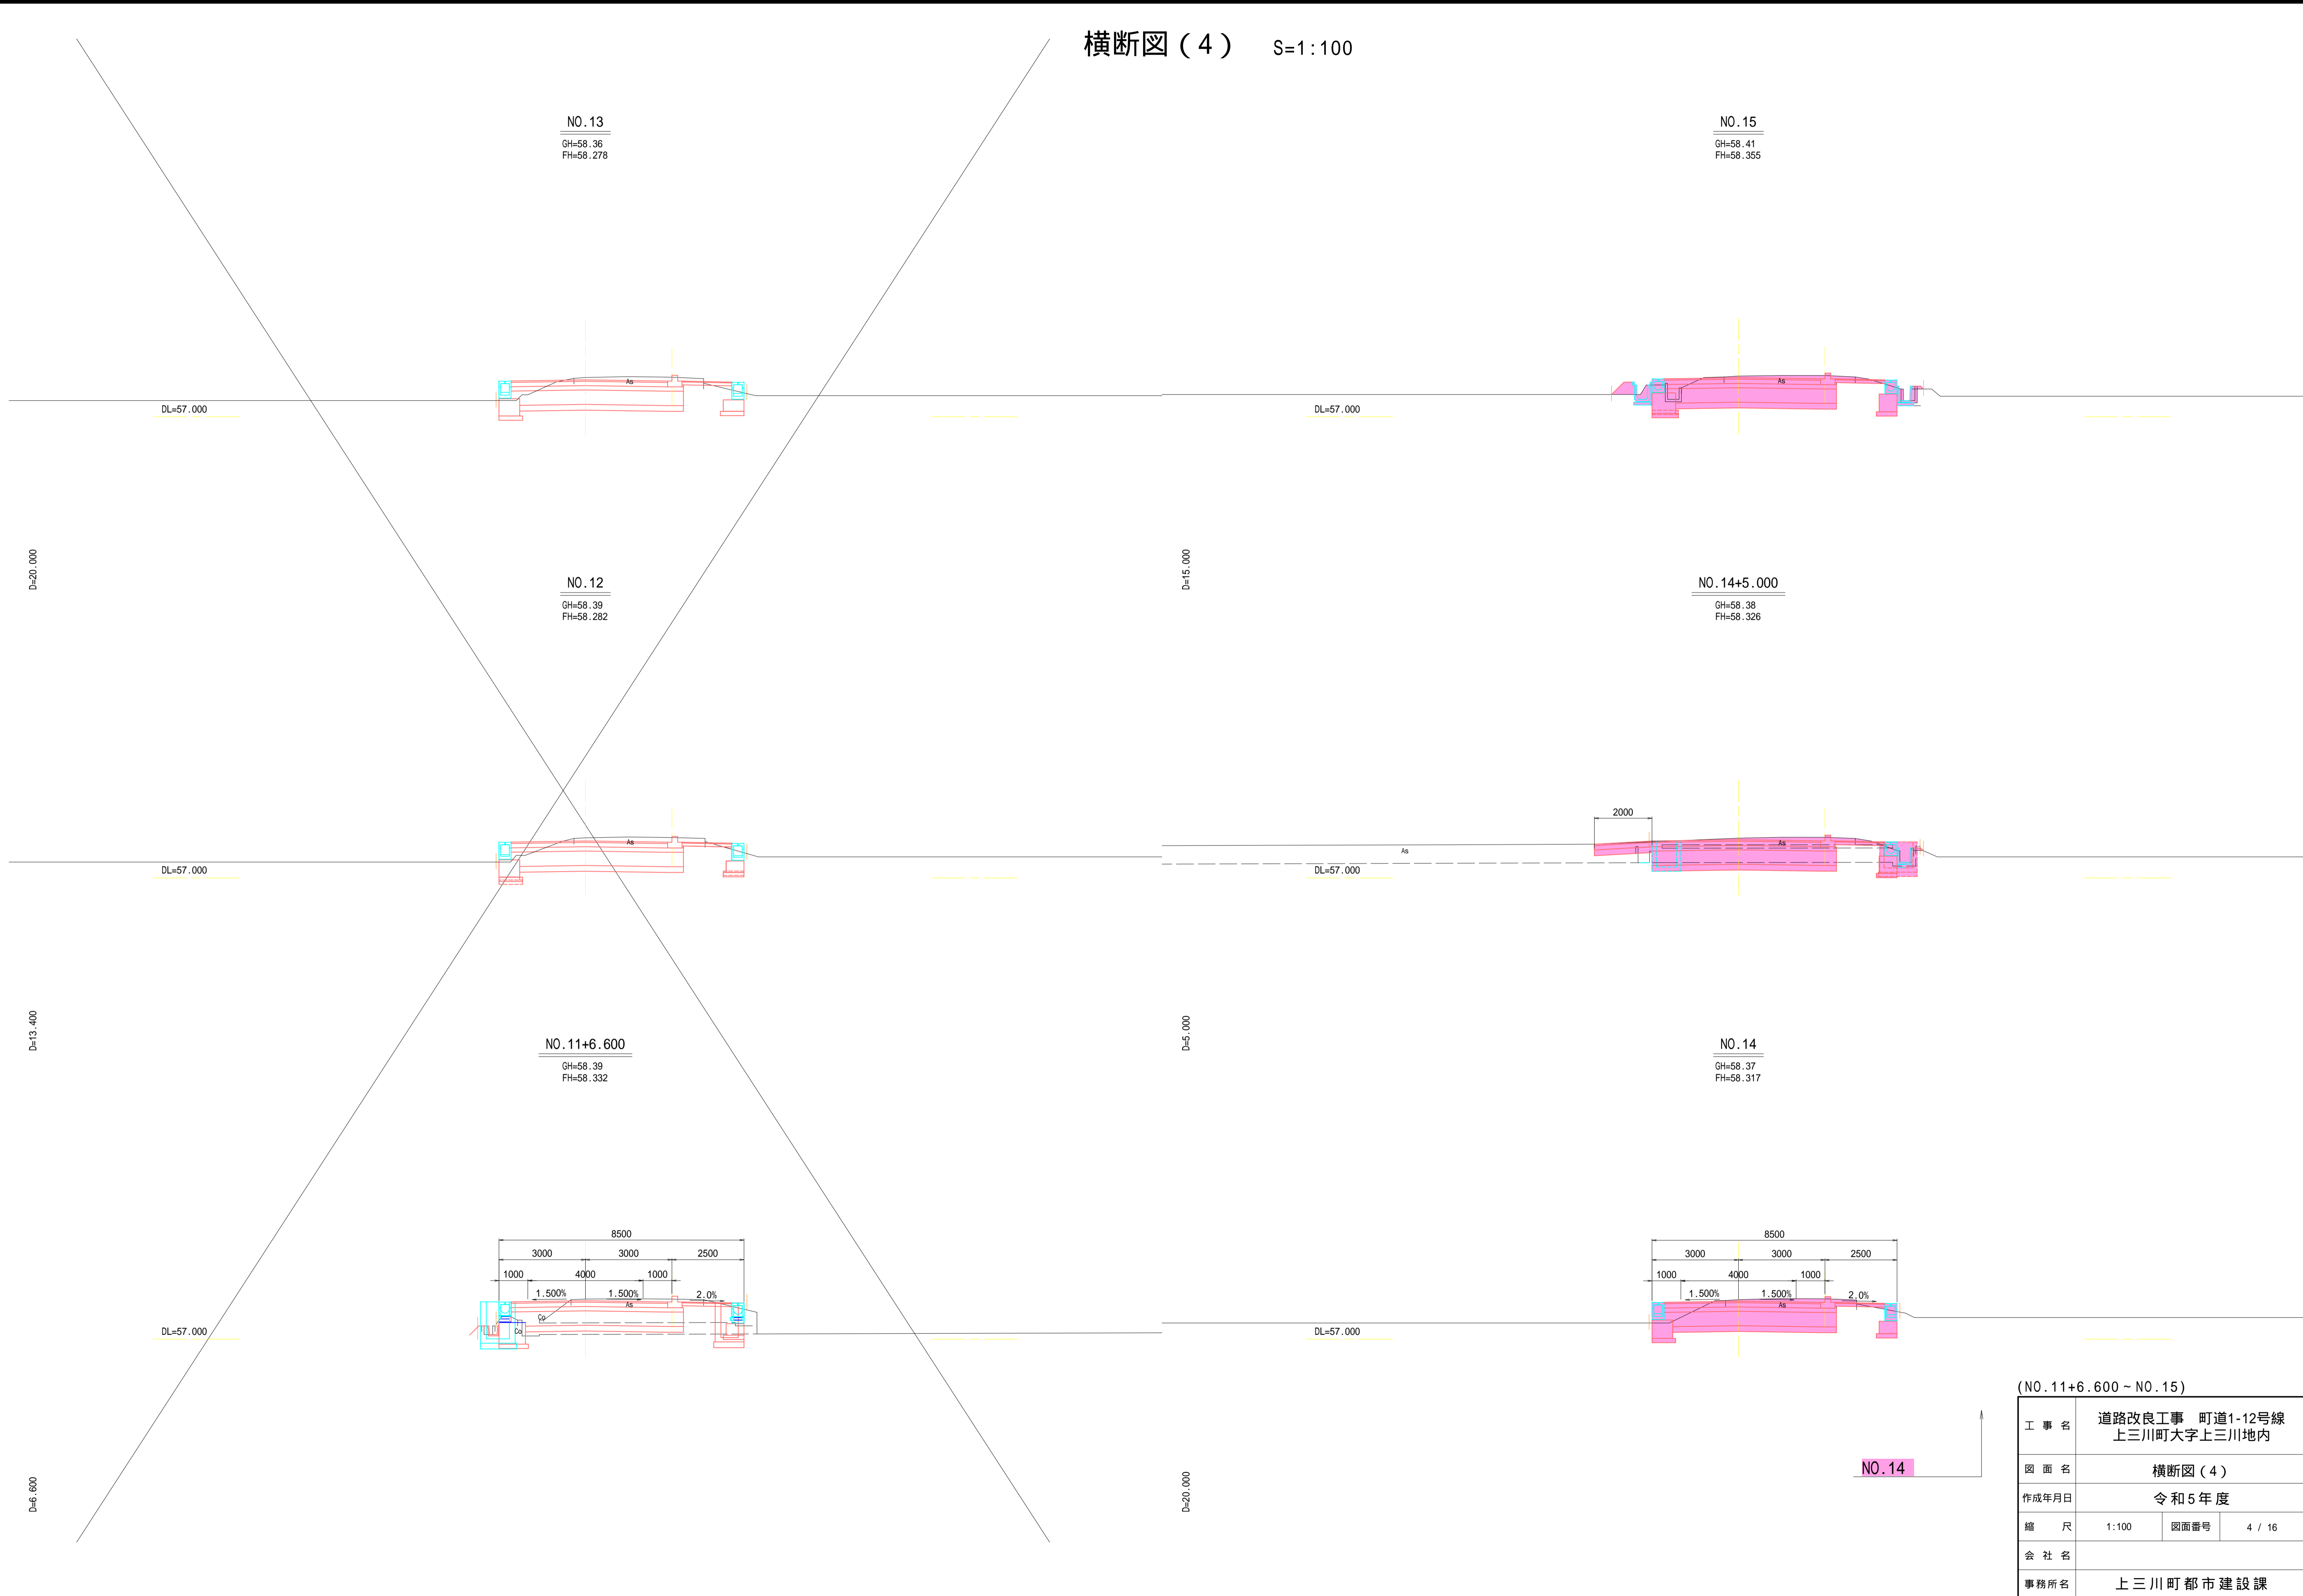 横断図（4） S=1:100
NO.13
GH=58.36
FH=58.278
As
DL=57.000
D=20.000
NO.12
GH=58.39
FH=58.282
As
DL=57.000
D=13.400
NO.11+6.600
GH=58.39
FH=58.332
8500
3000 3000 2500
1000 4000 1000
1.500% 1.500% 2.0%
As
Co
Co
DL=57.000
D=6.600
NO.15
GH=58.41
FH=58.355
As
DL=57.000
D=15.000
NO.14+5.000
GH=58.38
FH=58.326
2000
As
As
DL=57.000
D=5.000
NO.14
GH=58.37
FH=58.317
8500
3000 3000 2500
1000 4000 1000
1.500% 1.500% 2.0%
As
DL=57.000
D=20.000
NO.14
(NO.11+6.600～NO.15)
工事名 道路改良工事 町道1-12号線
上三川町大字上三川地内
図面名 横断図（4）
作成年月日 令和5年度
縮尺 1:100 図面番号 4 / 16
会社名
事務所名 上三川町都市建設課